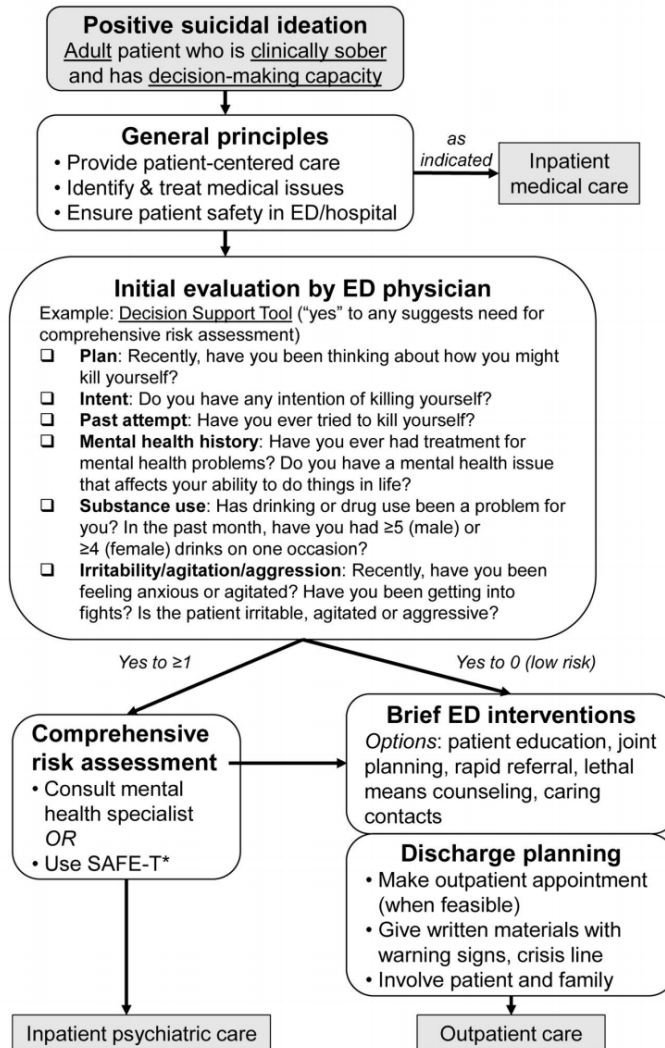 Positive suicidal ideation
Adult patient who is clinically sober
and has decision-making capacity
General principles
• Provide patient-centered care
• Identify & treat medical issues
• Ensure patient safety in ED/hospital
as
indicated
Inpatient
medical care
Initial evaluation by ED physician
Example: Decision Support Tool (“yes” to any suggests need for
comprehensive risk assessment)
❑ Plan: Recently, have you been thinking about how you might
kill yourself?
❑ Intent: Do you have any intention of killing yourself?
❑ Past attempt: Have you ever tried to kill yourself?
❑ Mental health history: Have you ever had treatment for
mental health problems? Do you have a mental health issue
that affects your ability to do things in life?
❑ Substance use: Has drinking or drug use been a problem for
you? In the past month, have you had ≥5 (male) or
≥4 (female) drinks on one occasion?
❑ Irritability/agitation/aggression: Recently, have you been
feeling anxious or agitated? Have you been getting into
fights? Is the patient irritable, agitated or aggressive?
Yes to ≥1
Yes to 0 (low risk)
Comprehensive
risk assessment
• Consult mental
health specialist
OR
• Use SAFE-T*
Brief ED interventions
Options: patient education, joint
planning, rapid referral, lethal
means counseling, caring
contacts
Discharge planning
• Make outpatient appointment
(when feasible)
• Give written materials with
warning signs, crisis line
• Involve patient and family
Inpatient psychiatric care
Outpatient care